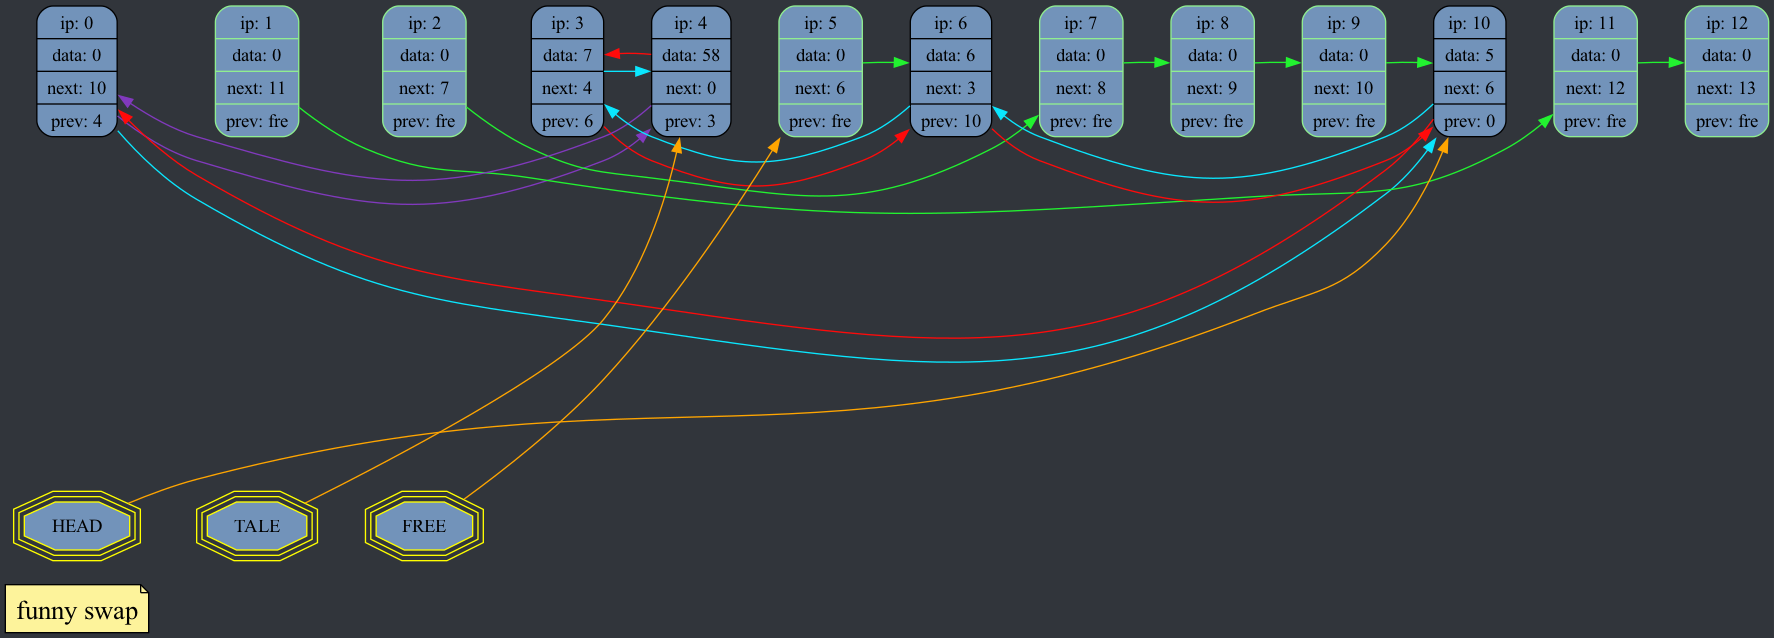 ip: 0
data: 0
next: 10
prev: 4
ip: 1
data: 0
next: 11
prev: fre
ip: 2
data: 0
next: 7
prev: fre
ip: 3
data: 7
next: 4
prev: 6
ip: 4
data: 58
next: 0
prev: 3
ip: 5
data: 0
next: 6
prev: fre
ip: 6
data: 6
next: 3
prev: 10
ip: 7
data: 0
next: 8
prev: fre
ip: 8
data: 0
next: 9
prev: fre
ip: 9
data: 0
next: 10
prev: fre
ip: 10
data: 5
next: 6
prev: 0
ip: 11
data: 0
next: 12
prev: fre
ip: 12
data: 0
next: 13
prev: fre
HEAD
TALE
FREE
funny swap